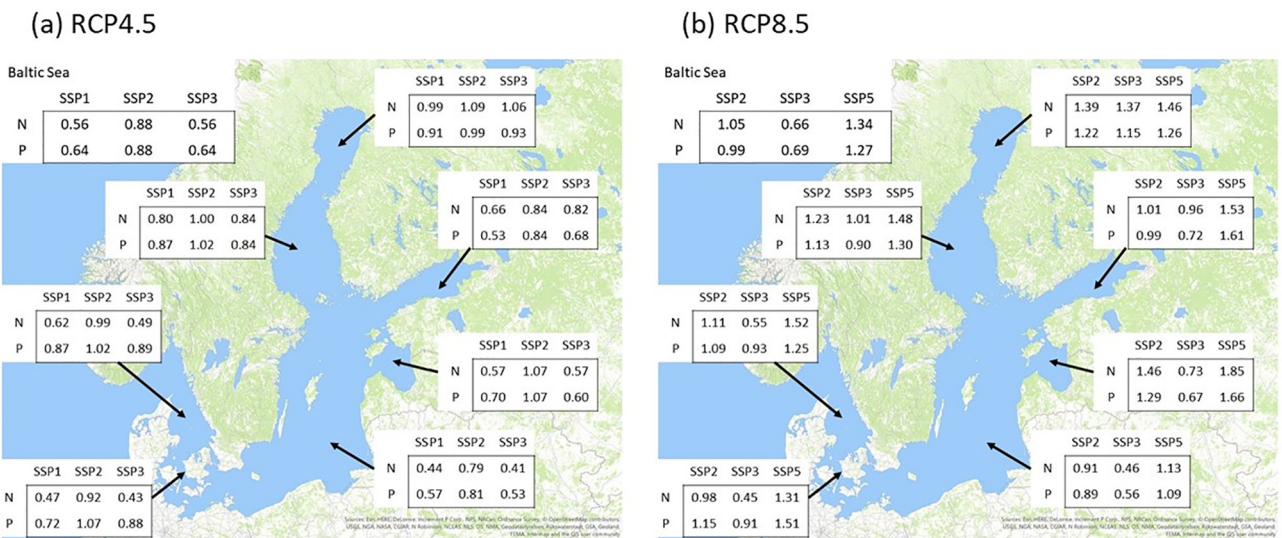 (a) RCP4.5
Baltic Sea
SSP1 SSP2 SSP3
N 0.56 0.88 0.56
P 0.64 0.88 0.64
SSP1 SSP2 SSP3
N 0.99 1.09 1.06
P 0.91 0.99 0.93
SSP1 SSP2 SSP3
N 0.80 1.00 0.84
P 0.87 1.02 0.84
SSP1 SSP2 SSP3
N 0.66 0.84 0.82
P 0.53 0.84 0.68
SSP1 SSP2 SSP3
N 0.62 0.99 0.49
P 0.87 1.02 0.89
SSP1 SSP2 SSP3
N 0.57 1.07 0.57
P 0.70 1.07 0.60
SSP1 SSP2 SSP3
N 0.44 0.79 0.41
P 0.57 0.81 0.53
SSP1 SSP2 SSP3
N 0.47 0.92 0.43
P 0.72 1.07 0.88
Sources: Esri, HERE, DeLorme, Intermap, increment P Corp.,
(b) RCP8.5
Baltic Sea
SSP2 SSP3 SSP5
N 1.05 0.66 1.34
P 0.99 0.69 1.27
SSP2 SSP3 SSP5
N 1.39 1.37 1.46
P 1.22 1.15 1.26
SSP2 SSP3 SSP5
N 1.23 1.01 1.48
P 1.13 0.90 1.30
SSP2 SSP3 SSP5
N 1.01 0.96 1.53
P 0.99 0.72 1.61
SSP2 SSP3 SSP5
N 1.11 0.55 1.52
P 1.09 0.93 1.25
SSP2 SSP3 SSP5
N 1.46 0.73 1.85
P 1.29 0.67 1.66
SSP2 SSP3 SSP5
N 0.91 0.46 1.13
P 0.89 0.56 1.09
SSP2 SSP3 SSP5
N 0.98 0.45 1.31
P 1.15 0.91 1.51